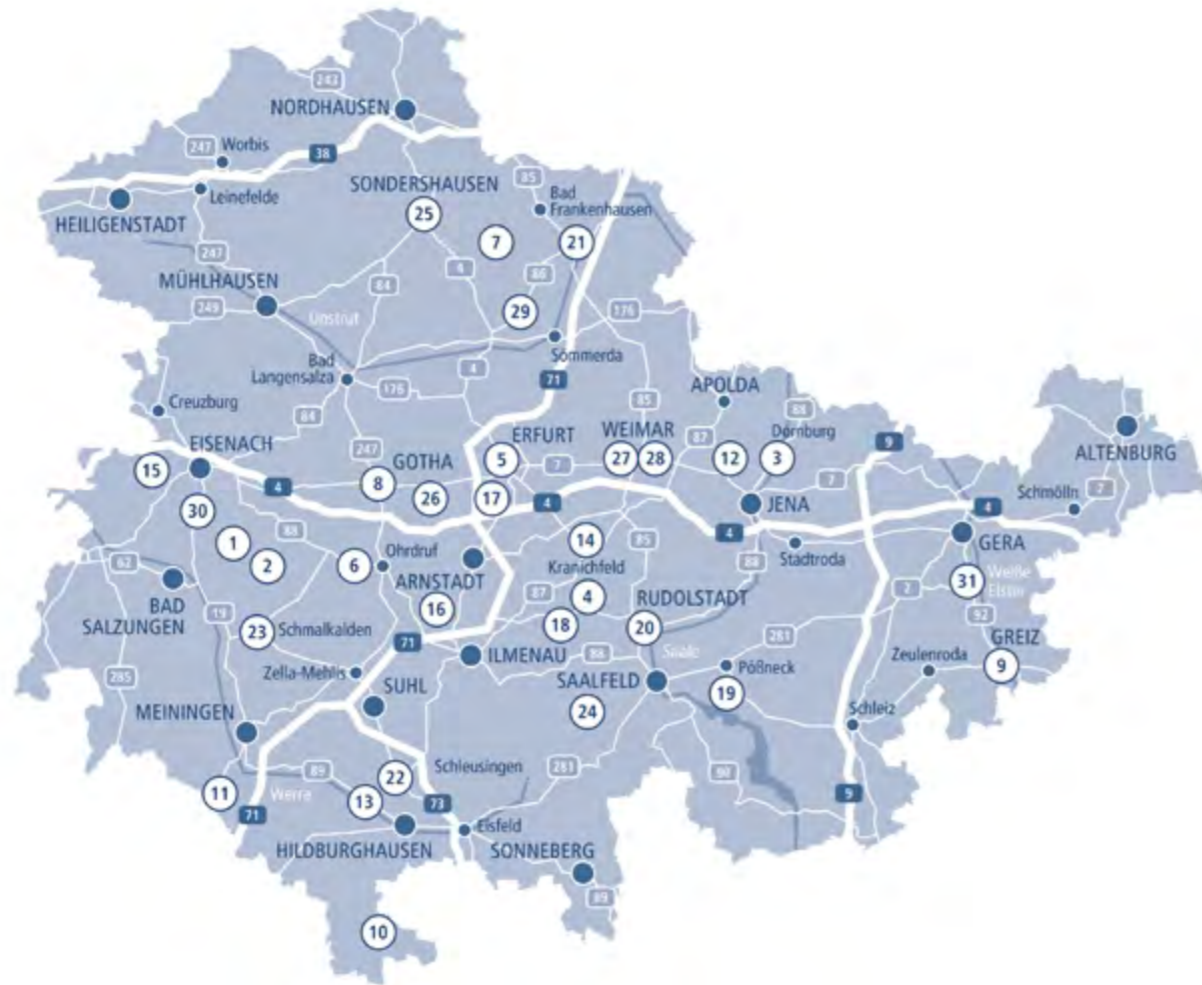 243
NORDHAUSEN
247
Worbis
38
SONDERSHAUSEN
85
Bad
Frankenhausen
Leinefelde
HEILIGENSTADT
25
7
21
247
4
86
84
MÜHLHAUSEN
249
Unstrut
29
176
Sömmerda
Bad
Langensalza
176
4
71
APOLDA
85
88
Creuzburg
84
87
Dornburg
9
ALTENBURG
EISENACH
247
GOTHA
ERFURT
WEIMAR
15
5
7
27
28
12
3
4
8
26
17
4
7
Schmölln
7
30
JENA
4
88
4
GERA
1
2
6
Ohrdruf
14
85
Stadtroda
62
ARNSTADT
Kranichfeld
88
31
Weiße
Elster
BAD
SALZUNGEN
16
87
4
2
19
23
Schmalkalden
18
RUDOLSTADT
20
92
71
281
GREIZ
ILMENAU
88
Saale
Zeulenroda
9
285
Zella-Mehlis
Pößneck
SUHL
SAALFELD
19
MEININGEN
24
Schleiz
Schleusingen
281
89
22
90
11
Werre
13
73
9
71
Eisfeld
HILDBURGHAUSEN
SONNEBERG
89
10